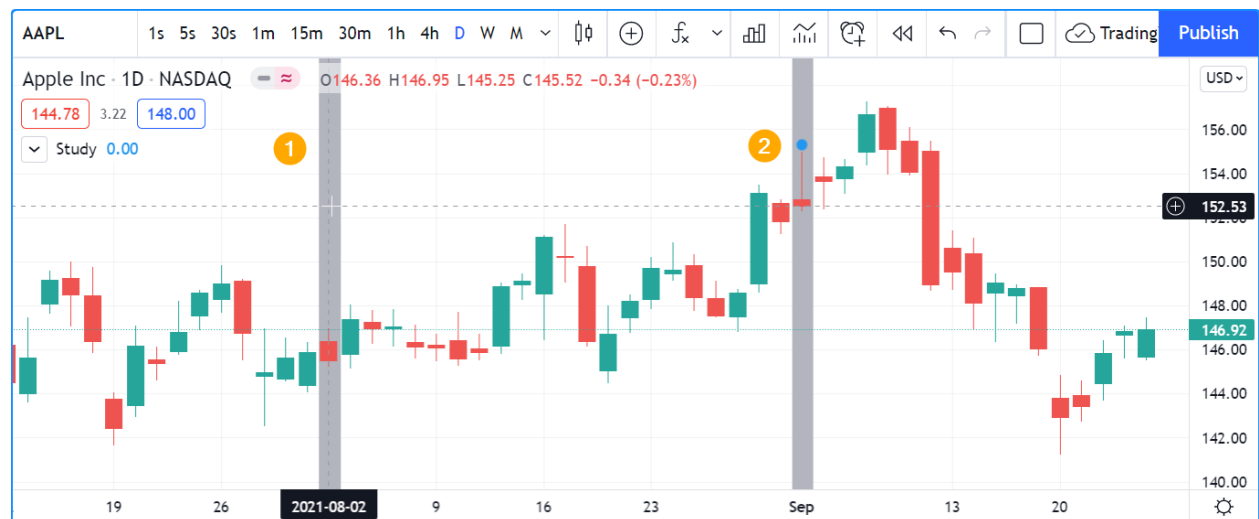 AAPL 1s 5s 30s 1m 15m 30m 1h 4h D W M Trading Publish
Apple Inc · 1D · NASDAQ O146.36 H146.95 L145.25 C145.52 −0.34 (−0.23%) USD
144.78 3.22 148.00
156.00
Study 0.00 1 2
154.00
152.53
150.00
148.00
146.92
146.00
144.00
142.00
140.00
19 26 2021-08-02 9 16 23 Sep 13 20